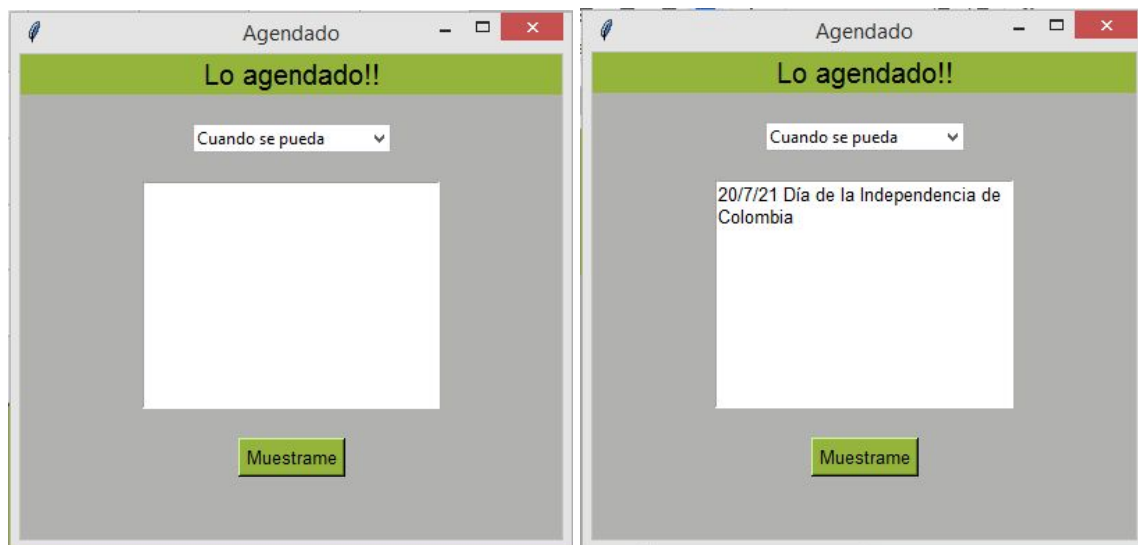 Agendado
Lo agendado!!
Cuando se pueda
Muestrame
Agendado
Lo agendado!!
Cuando se pueda
20/7/21 Día de la Independencia de
Colombia
Muestrame